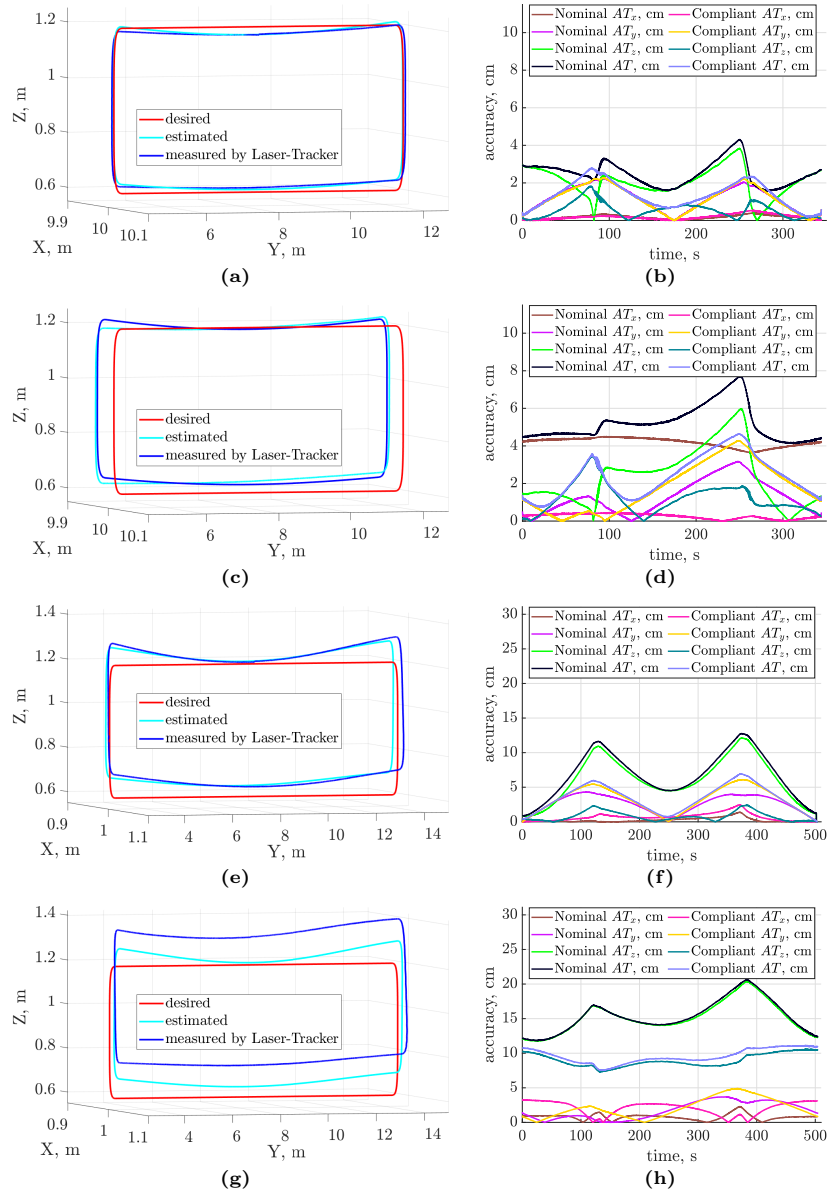 1.2
1
0.8
0.6
Z, m
desired
estimated
measured by Laser-Tracker
9.9
10
10.1
X, m
6
8
10
12
Y, m
(a)
10
8
6
4
2
0
accuracy, cm
Nominal ATx, cm
Compliant ATx, cm
Nominal ATy, cm
Compliant ATy, cm
Nominal ATz, cm
Compliant ATz, cm
Nominal AT, cm
Compliant AT, cm
0
100
200
300
time, s
(b)
1.2
1
0.8
0.6
Z, m
desired
estimated
measured by Laser-Tracker
9.9
10
10.1
X, m
6
8
10
12
Y, m
(c)
10
8
6
4
2
0
accuracy, cm
Nominal ATx, cm
Compliant ATx, cm
Nominal ATy, cm
Compliant ATy, cm
Nominal ATz, cm
Compliant ATz, cm
Nominal AT, cm
Compliant AT, cm
0
100
200
300
time, s
(d)
1.4
1.2
1
0.8
0.6
Z, m
desired
estimated
measured by Laser-Tracker
0.9
1
1.1
X, m
4
6
8
10
12
14
Y, m
(e)
30
25
20
15
10
5
0
accuracy, cm
Nominal ATx, cm
Compliant ATx, cm
Nominal ATy, cm
Compliant ATy, cm
Nominal ATz, cm
Compliant ATz, cm
Nominal AT, cm
Compliant AT, cm
0
100
200
300
400
500
time, s
(f)
1.4
1.2
1
0.8
0.6
Z, m
desired
estimated
measured by Laser-Tracker
0.9
1
1.1
X, m
4
6
8
10
12
14
Y, m
(g)
30
25
20
15
10
5
0
accuracy, cm
Nominal ATx, cm
Compliant ATx, cm
Nominal ATy, cm
Compliant ATy, cm
Nominal ATz, cm
Compliant ATz, cm
Nominal AT, cm
Compliant AT, cm
0
100
200
300
400
500
time, s
(h)